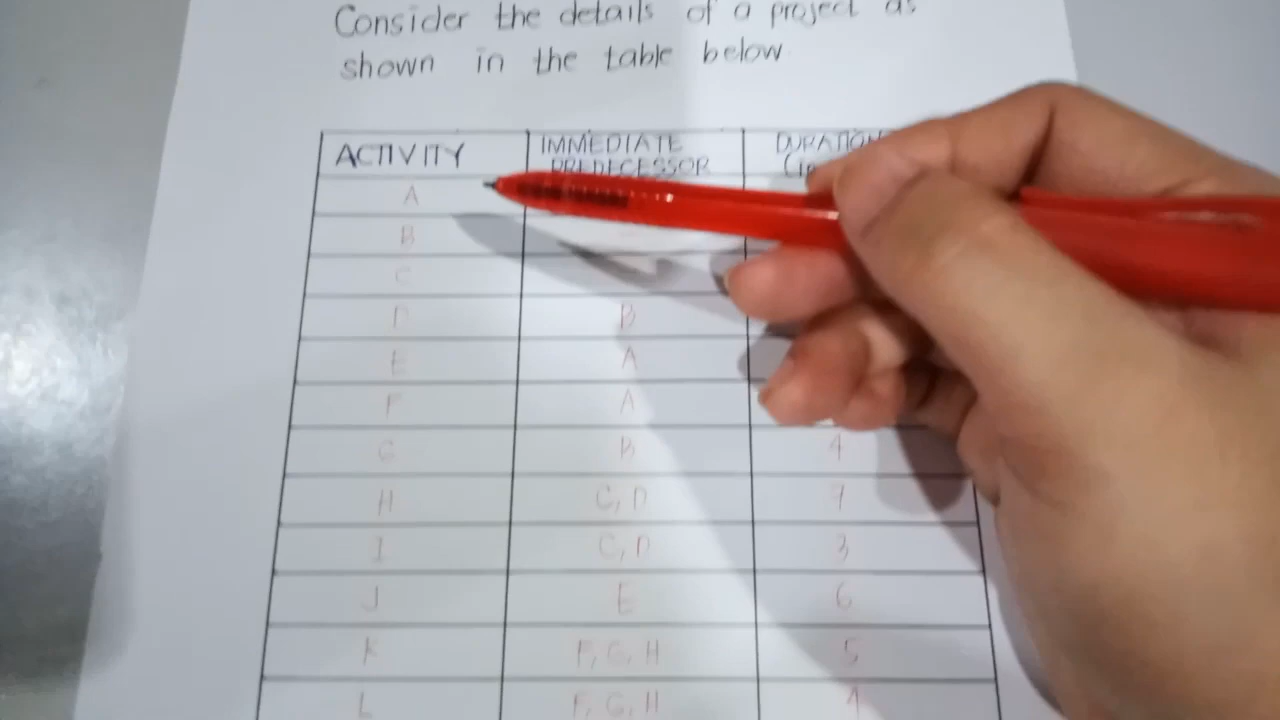 Consider the details of a project as
shown in the table below
ACTIVITY IMMEDIATE PREDECESSOR DURATION
A
B
C
D B
E A
F A
G B 4
H C, D 7
I C, D 3
J E 6
K F, G, H 5
L F, G, H